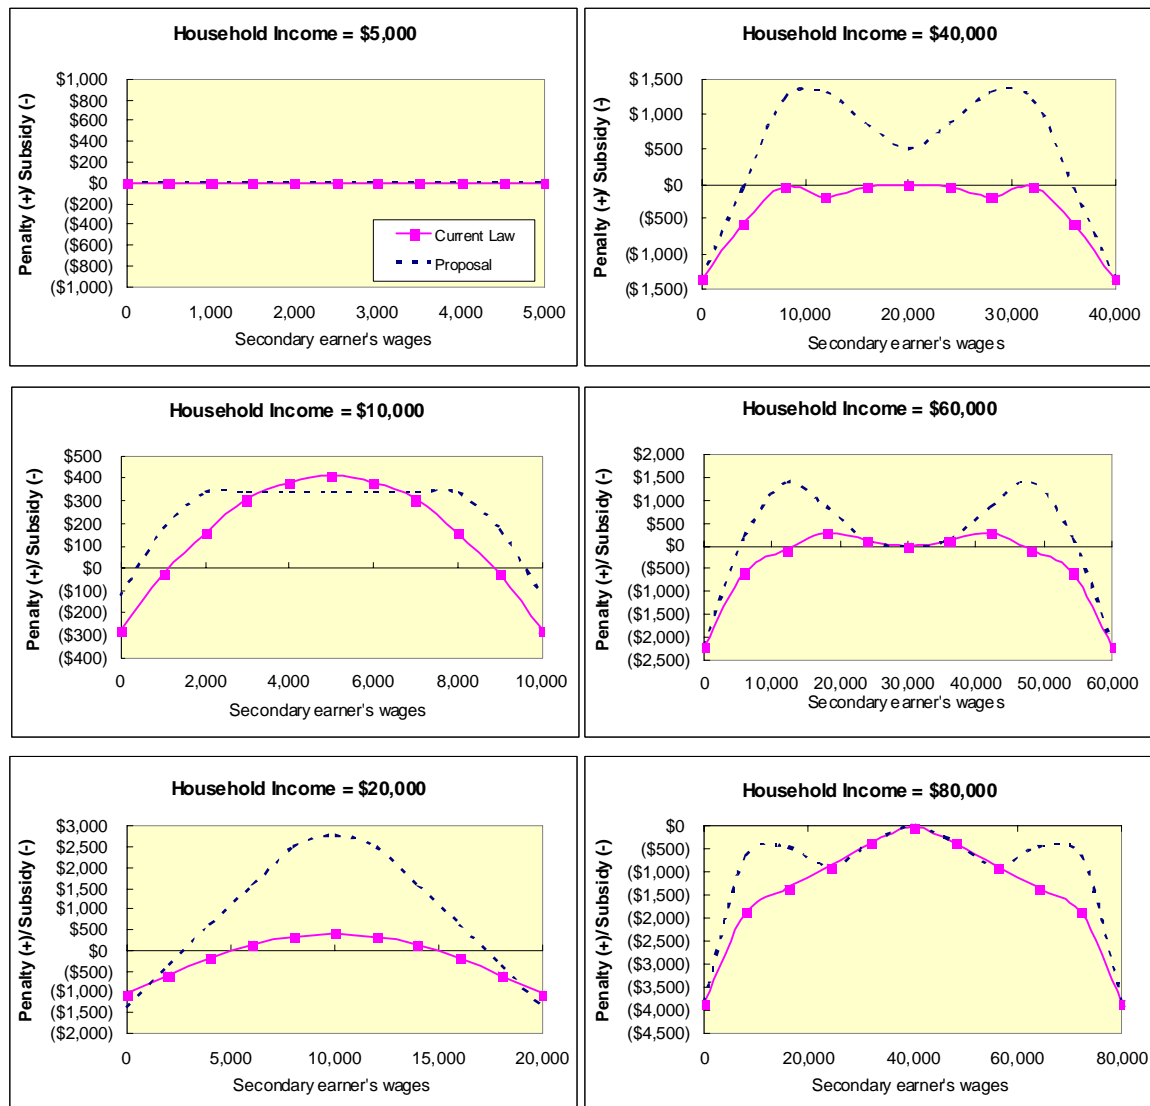 Household Income = $5,000
Penalty (+)/ Subsidy (-)
$1,000
$800
$600
$400
$200
$0
($200)
($400)
($600)
($800)
($1,000)
Current Law
Proposal
0 1,000 2,000 3,000 4,000 5,000
Secondary earner's wages
Household Income = $40,000
Penalty (+)/ Subsidy (-)
$1,500
$1,000
$500
$0
($500)
($1,000)
($1,500)
0 10,000 20,000 30,000 40,000
Secondary earner's wages
Household Income = $10,000
Penalty (+)/ Subsidy (-)
$500
$400
$300
$200
$100
$0
($100)
($200)
($300)
($400)
0 2,000 4,000 6,000 8,000 10,000
Secondary earner's wages
Household Income = $60,000
Penalty (+)/ Subsidy (-)
$2,000
$1,500
$1,000
$500
$0
($500)
($1,000)
($1,500)
($2,000)
($2,500)
0 10,000 20,000 30,000 40,000 50,000 60,000
Secondary earner's wages
Household Income = $20,000
Penalty (+)/ Subsidy (-)
$3,000
$2,500
$2,000
$1,500
$1,000
$500
$0
($500)
($1,000)
($1,500)
($2,000)
0 5,000 10,000 15,000 20,000
Secondary earner's wages
Household Income = $80,000
Penalty (+)/ Subsidy (-)
$0
($500)
($1,000)
($1,500)
($2,000)
($2,500)
($3,000)
($3,500)
($4,000)
($4,500)
0 20,000 40,000 60,000 80,000
Secondary earner's wages